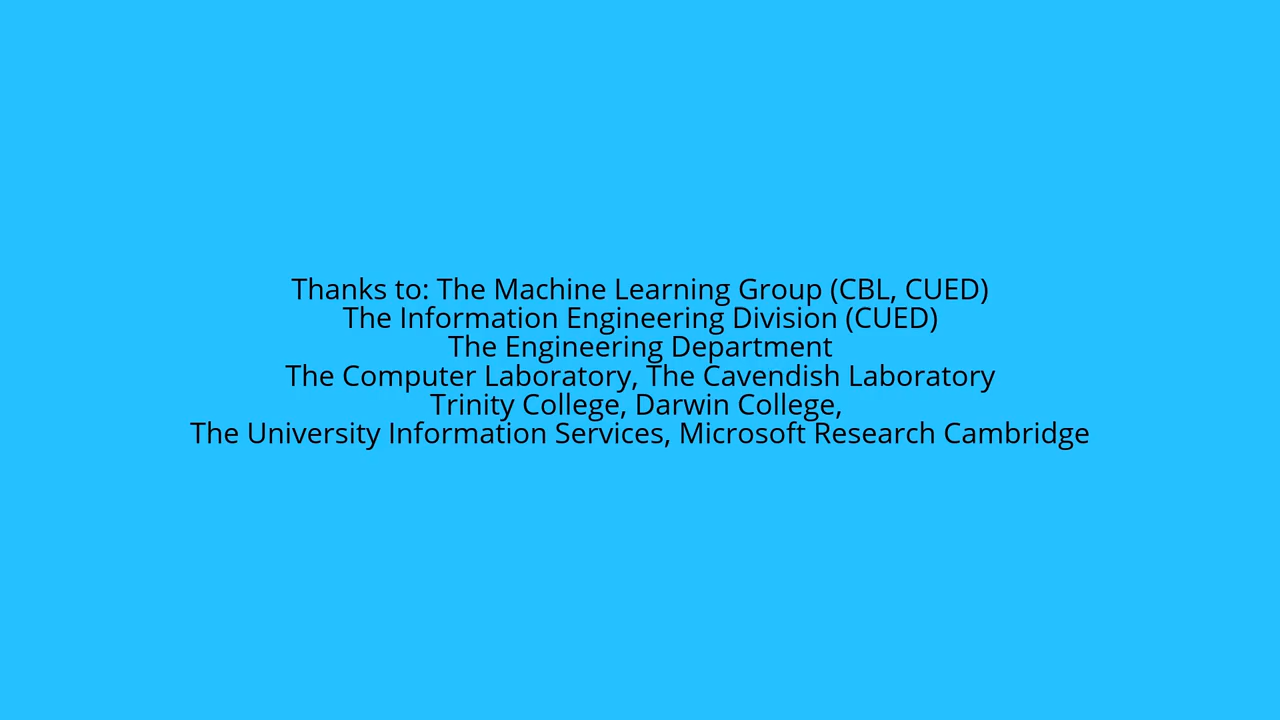 Thanks to: The Machine Learning Group (CBL, CUED)
The Information Engineering Division (CUED)
The Engineering Department
The Computer Laboratory, The Cavendish Laboratory
Trinity College, Darwin College,
The University Information Services, Microsoft Research Cambridge